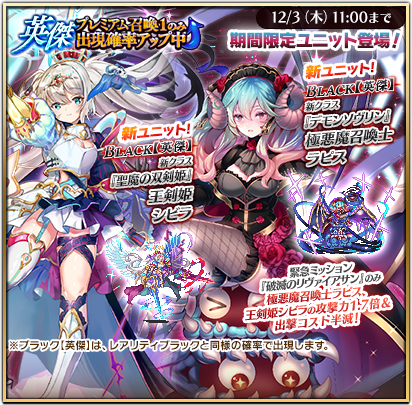 英傑
プレミアム召喚1のみ
出現確率アップ中
12/3(木)11:00まで
期間限定ユニット登場!
新ユニット!
BLACK【英傑】
新クラス
『聖魔の双剣姫』
王剣姫
シビラ
新ユニット!
BLACK【英傑】
新クラス
『デモンソヴリン』
極悪魔召喚士
ラピス
緊急ミッション
『破滅のリヴァイアサン』のみ
極悪魔召喚士ラピス、
王剣姫シビラの攻撃力1.7倍&
出撃コスト半減!
※ブラック【英傑】は、レアリティブラックと同様の確率で出現します。